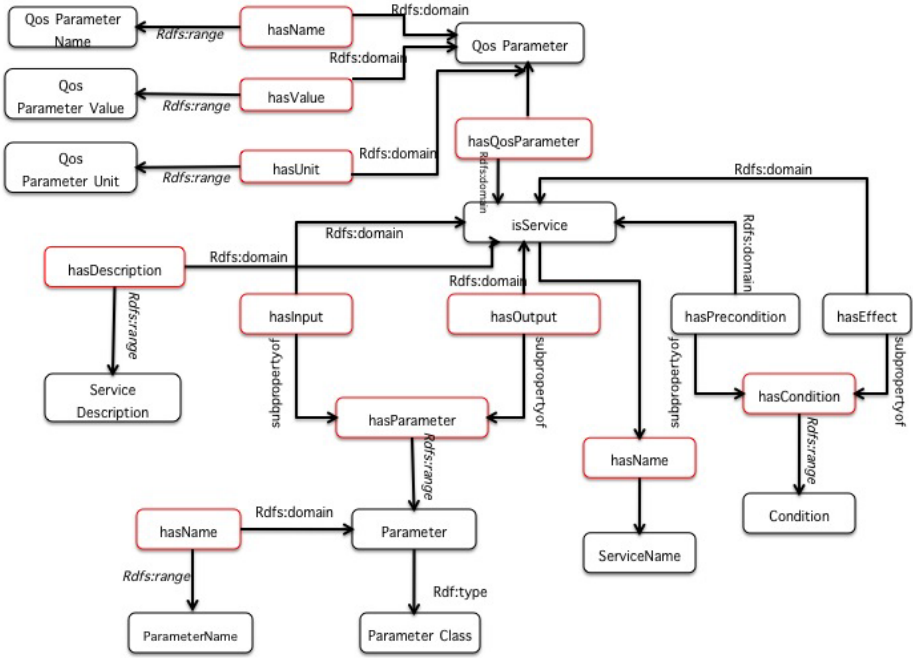 Rdfs:domain
Qos Parameter
Name
Rdfs:range
hasName
Qos Parameter
Rdfs:domain
Qos
Parameter Value
Rdfs:range
hasValue
hasQosParameter
Qos
Parameter Unit
Rdfs:range
hasUnit
Rdfs:domain
Rdfs:domain
Rdfs:domain
isService
Rdfs:domain
Rdfs:domain
Rdfs:domain
hasDescription
Rdfs:domain
Rdfs:range
hasInput
hasOutput
hasPrecondition
hasEffect
subpropertyof
subpropertyof
subpropertyof
subpropertyof
Service
Description
hasParameter
hasCondition
Rdfs:range
Rdfs:range
hasName
hasName
Rdfs:domain
Parameter
Condition
ServiceName
Rdfs:range
Rdf:type
ParameterName
Parameter Class